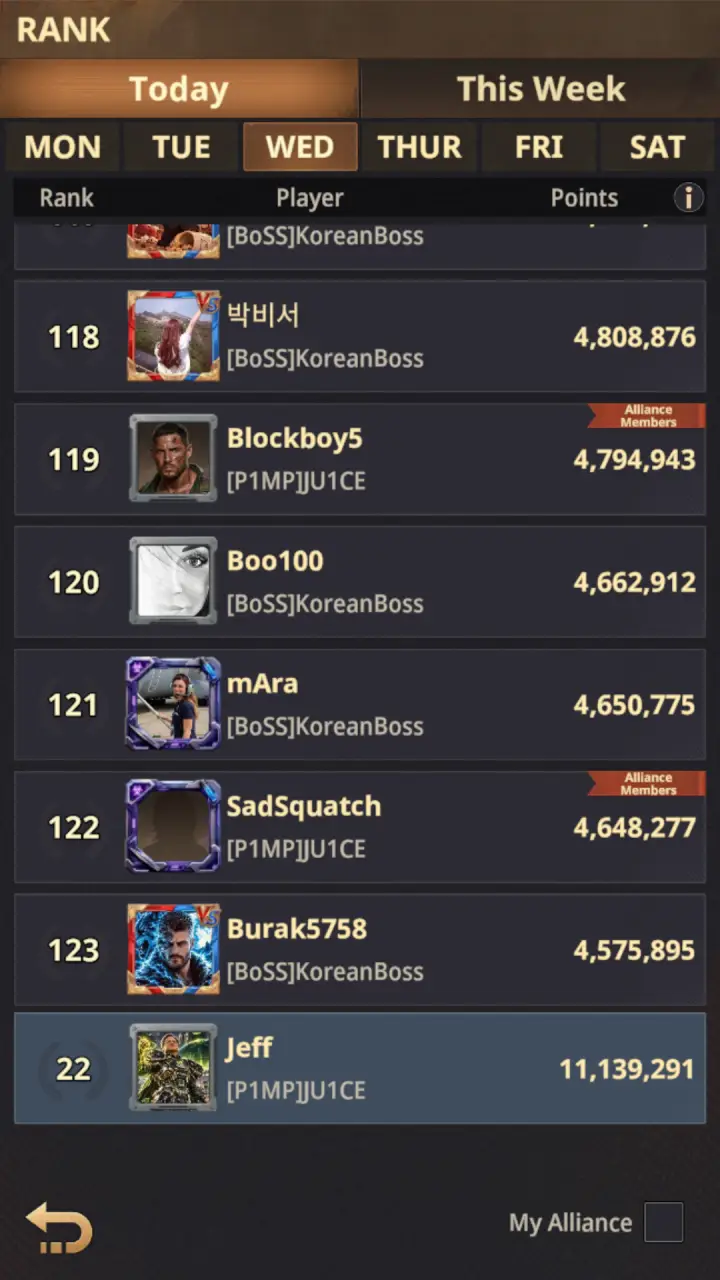 RANK
Today
This Week
MON TUE WED THUR FRI SAT
Rank Player Points i
[BoSS]KoreanBoss
118
박비서
[BoSS]KoreanBoss
4,808,876
Alliance
Members
119
Blockboy5
[P1MP]JU1CE
4,794,943
120
Boo100
[BoSS]KoreanBoss
4,662,912
121
mAra
[BoSS]KoreanBoss
4,650,775
Alliance
Members
122
SadSquatch
[P1MP]JU1CE
4,648,277
123
Burak5758
[BoSS]KoreanBoss
4,575,895
22
Jeff
[P1MP]JU1CE
11,139,291
My Alliance